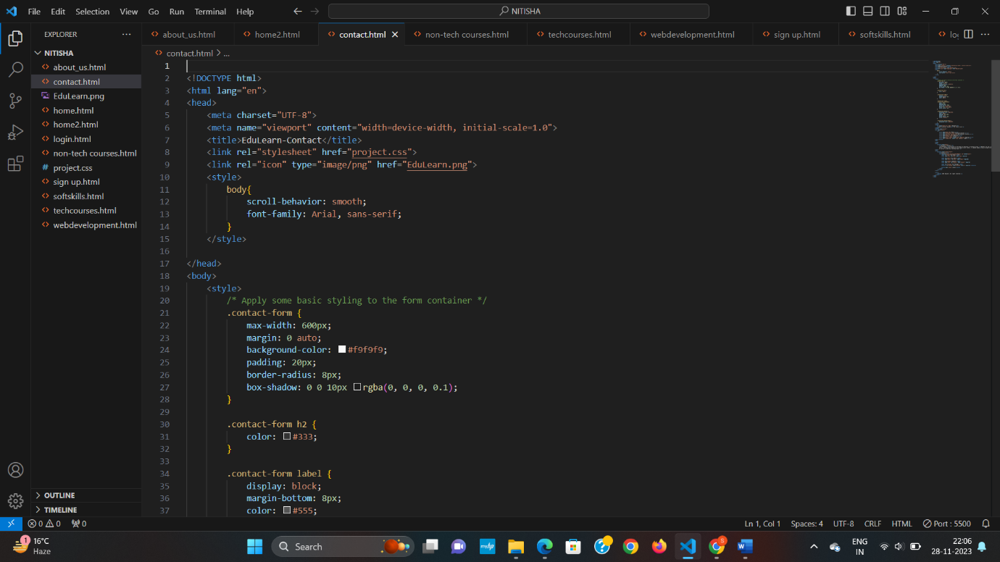 File Edit Selection View Go Run Terminal Help
NITISHA
EXPLORER
about_us.html home2.html contact.html non-tech courses.html techcourses.html webdevelopment.html sign up.html softskills.html
NITISHA
about_us.html
contact.html
EduLearn.png
home.html
home2.html
login.html
non-tech courses.html
# project.css
sign up.html
softskills.html
techcourses.html
webdevelopment.html
OUTLINE
TIMELINE
contact.html > ...
1
2 <!DOCTYPE html>
3 <html lang="en">
4 <head>
5 <meta charset="UTF-8">
6 <meta name="viewport" content="width=device-width, initial-scale=1.0">
7 <title>EduLearn-Contact</title>
8 <link rel="stylesheet" href="project.css">
9 <link rel="icon" type="image/png" href="EduLearn.png">
10 <style>
11 body{
12 scroll-behavior: smooth;
13 font-family: Arial, sans-serif;
14 }
15 </style>
16
17 </head>
18 <body>
19 <style>
20 /* Apply some basic styling to the form container */
21 .contact-form {
22 max-width: 600px;
23 margin: 0 auto;
24 background-color: #f9f9f9;
25 padding: 20px;
26 border-radius: 8px;
27 box-shadow: 0 0 10px rgba(0, 0, 0, 0.1);
28 }
29
30 .contact-form h2 {
31 color: #333;
32 }
33
34 .contact-form label {
35 display: block;
36 margin-bottom: 8px;
37 color: #555;
0 0 0 Ln 1, Col 1 Spaces: 4 UTF-8 CRLF HTML Port : 5500
1 16°C
Haze
Search
myhp
S
ENG
IN
22:06
28-11-2023